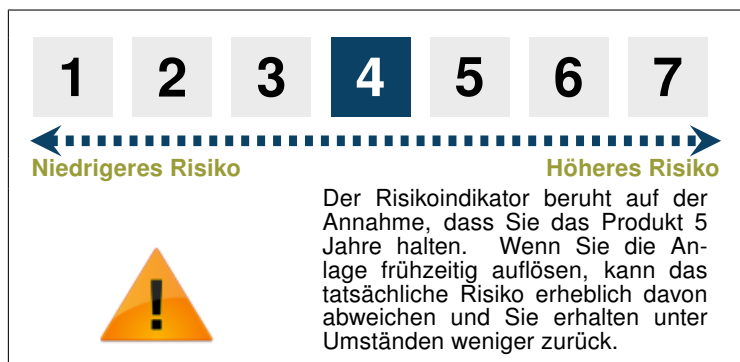 1 2 3 4 5 6 7
Niedrigeres Risiko Höheres Risiko
Der Risikoindikator beruht auf der
Annahme, dass Sie das Produkt 5
Jahre halten. Wenn Sie die An-
lage frühzeitig auflösen, kann das
tatsächliche Risiko erheblich davon
abweichen und Sie erhalten unter
Umständen weniger zurück.
!